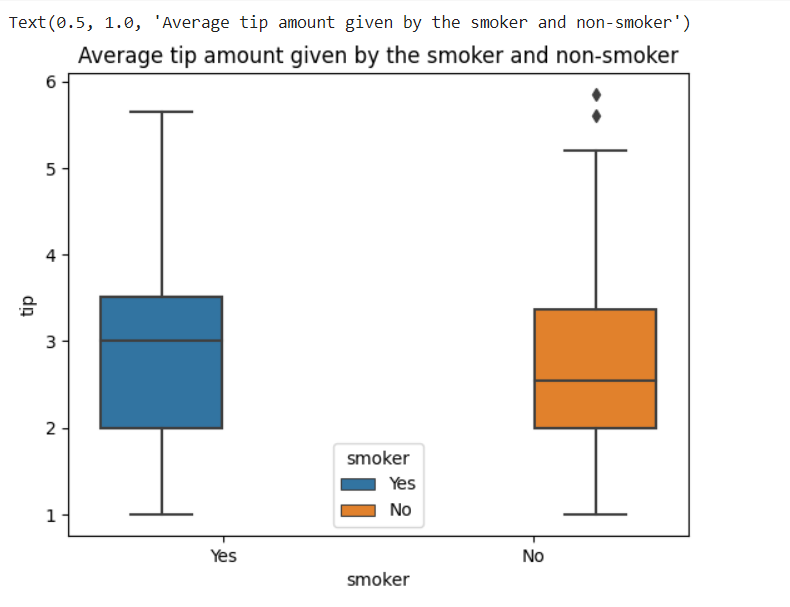 Text(0.5, 1.0, 'Average tip amount given by the smoker and non-smoker')
Average tip amount given by the smoker and non-smoker
6
5
4
3
2
1
tip
smoker
Yes
No
Yes No
smoker